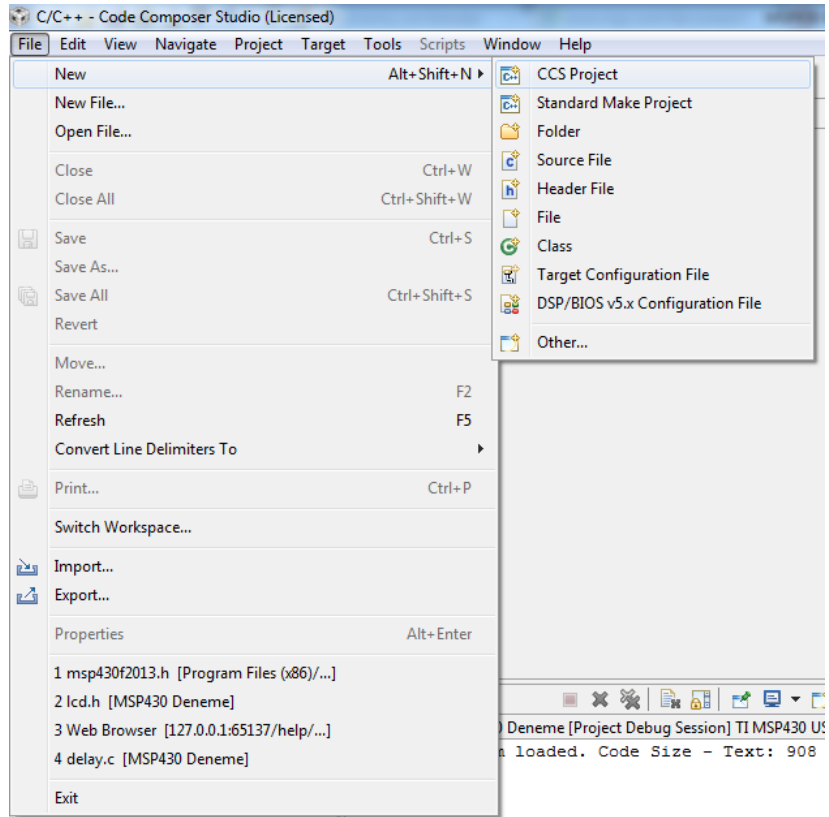 C/C++ - Code Composer Studio (Licensed)
File Edit View Navigate Project Target Tools Scripts Window Help
New Alt+Shift+N
New File...
Open File...
Close Ctrl+W
Close All Ctrl+Shift+W
Save Ctrl+S
Save As...
Save All Ctrl+Shift+S
Revert
Move...
Rename... F2
Refresh F5
Convert Line Delimiters To
Print... Ctrl+P
Switch Workspace...
Import...
Export...
Properties Alt+Enter
1 msp430f2013.h [Program Files (x86)/...]
2 lcd.h [MSP430 Deneme]
3 Web Browser [127.0.0.1:65137/help/...]
4 delay.c [MSP430 Deneme]
Exit
CCS Project
Standard Make Project
Folder
Source File
Header File
File
Class
Target Configuration File
DSP/BIOS v5.x Configuration File
Other...
Deneme [Project Debug Session] TI MSP430 US
loaded. Code Size - Text: 908